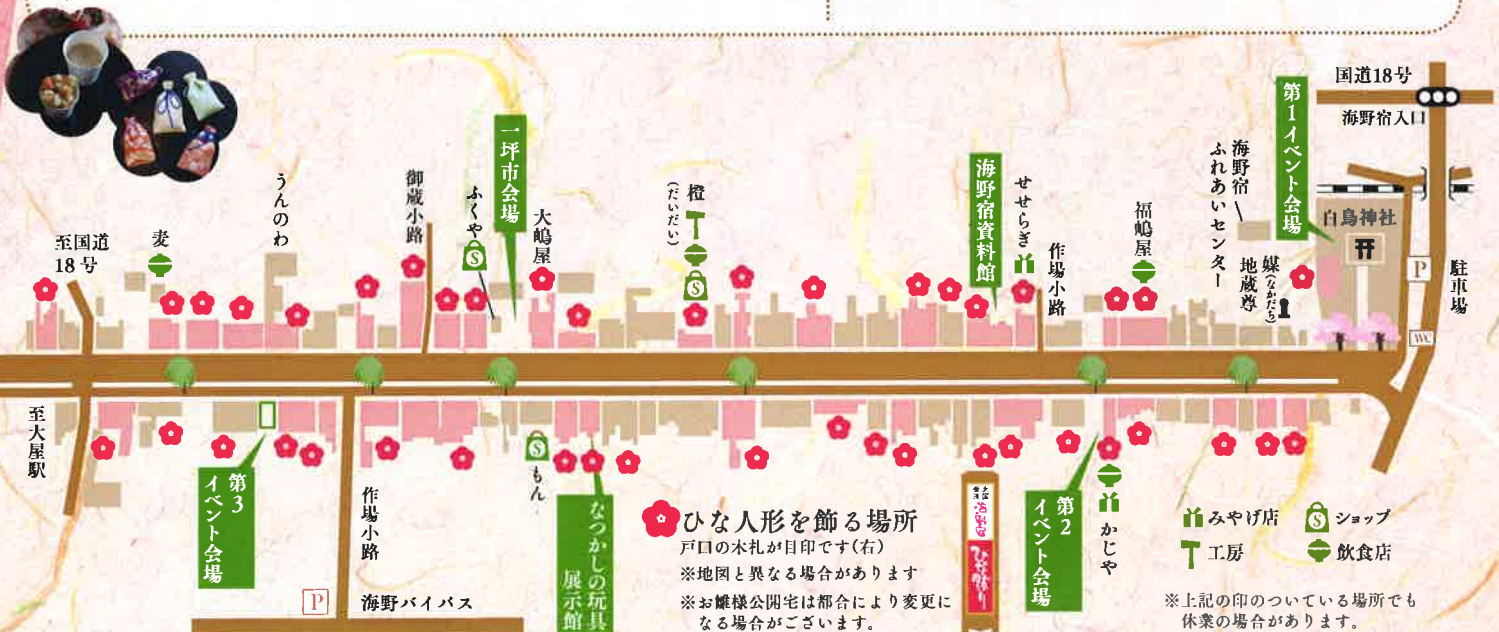 国道18号
海野宿入口
第1イベント会場
海野宿
ふれあいセンター
白鳥神社
媒(なかだち)
地蔵尊
P
駐車場
WC
福嶋屋
作場小路
せせらぎ
海野宿資料館
橙
(だいだい)
S
大嶋屋
一坪市会場
ふくや
S
御蔵小路
うんのわ
麦
至国道
18号
至大屋駅
第3
イベント会場
作場小路
P
海野バイパス
S
もん
なつかしの玩具
展示館
ひな人形を飾る場所
戸口の木札が目印です(右)
※地図と異なる場合があります
※お雛様公開宅は都合により変更に
なる場合がございます。
ひな祭り
第2
イベント会場
かじや
みやげ店
S
ショップ
工房
飲食店
※上記の印のついている場所でも
休業の場合があります。